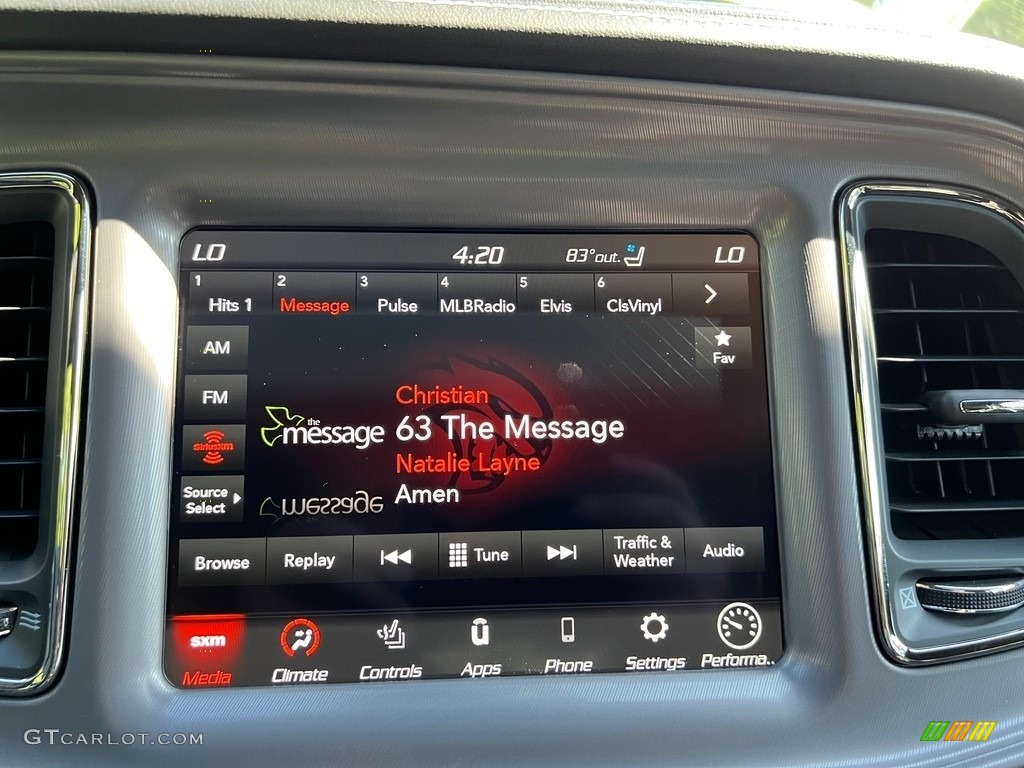 LO 4:20 83°out. LO
1 2 3 4 5 6
Hits 1 Message Pulse MLBRadio Elvis ClsVinyl
AM
Fav
FM
Christian
the
message
63 The Message
siriusxm
Natalie Layne
Source
Select
Amen
message
Browse Replay Tune Traffic &
Weather Audio
sxm
Media Climate Controls Apps Phone Settings Performa..
GTCARLOT.COM